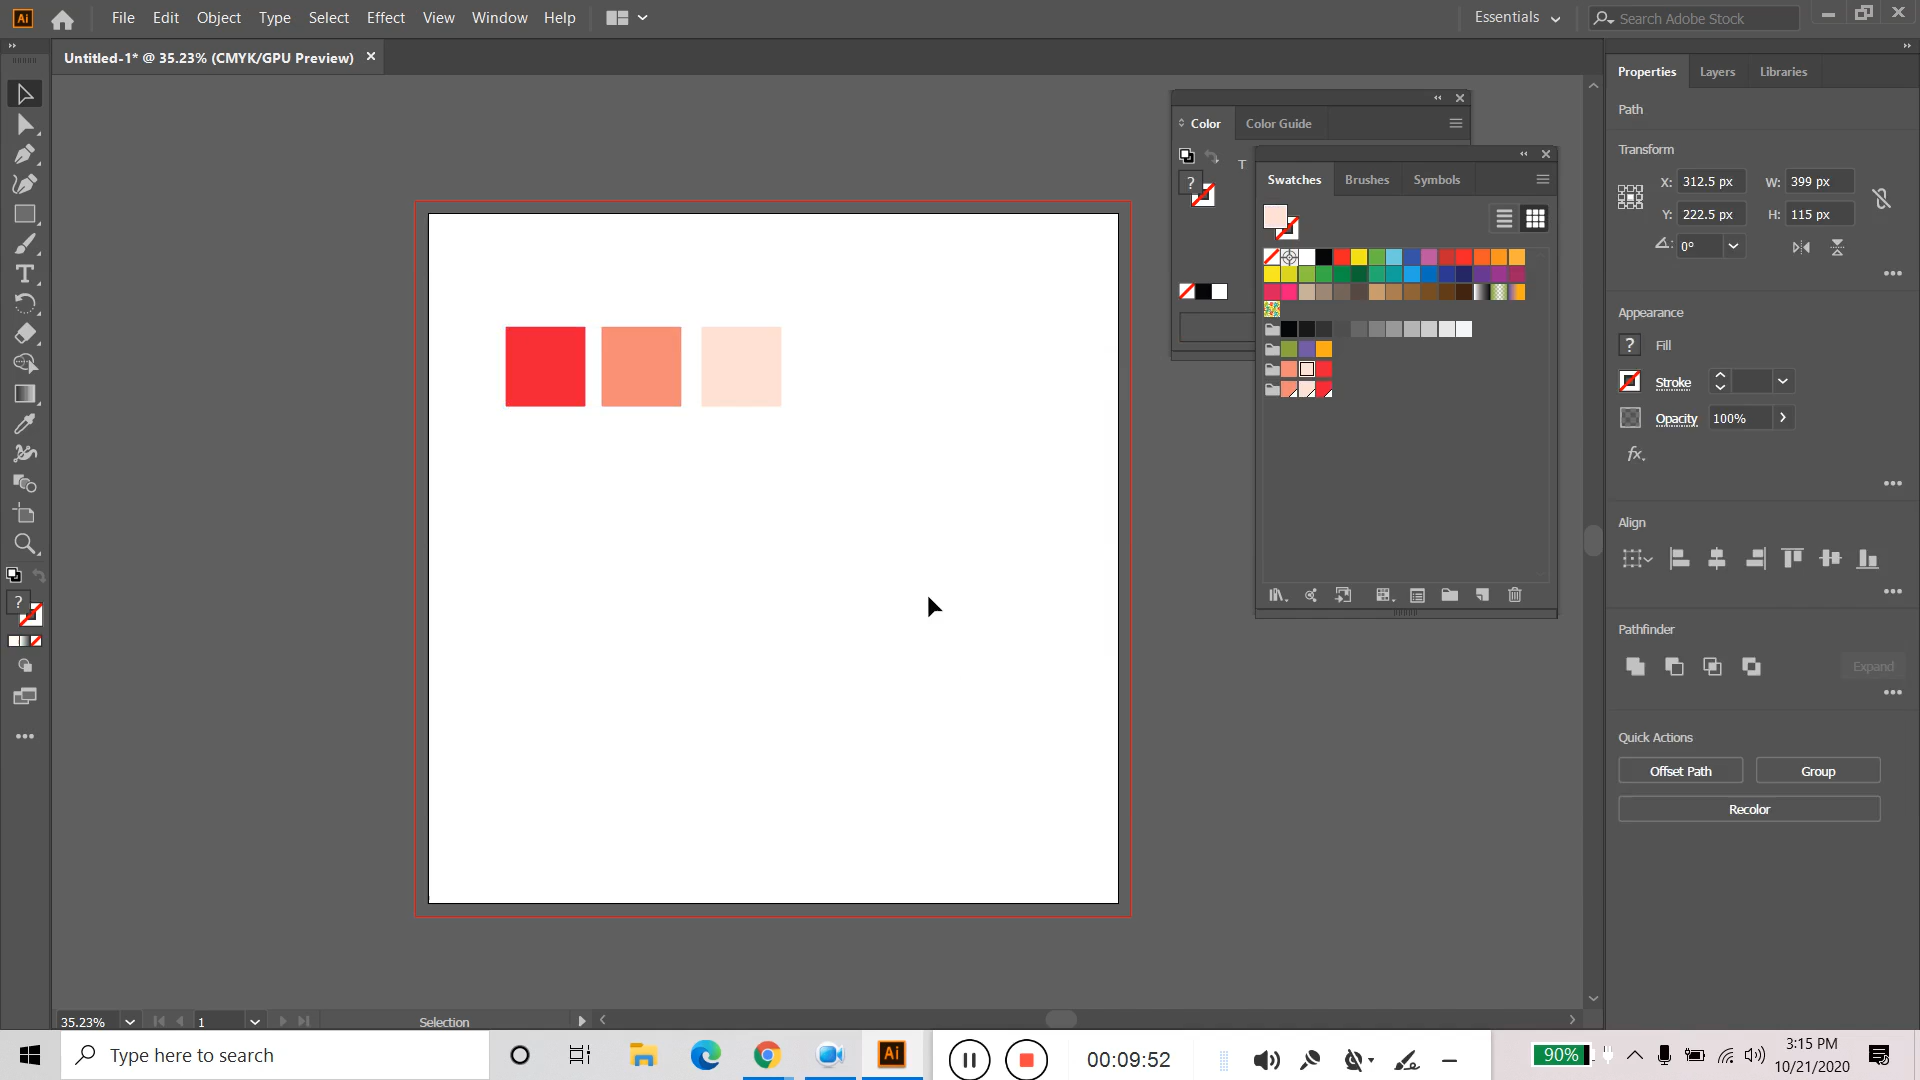 Ai File Edit Object Type Select Effect View Window Help Essentials Search Adobe Stock
Untitled-1* @ 35.23% (CMYK/GPU Preview)
Color Color Guide
T
Swatches Brushes Symbols
Properties Layers Libraries
Path
Transform
X: 312.5 px W: 399 px
Y: 222.5 px H: 115 px
0°
Appearance
? Fill
Stroke
Opacity 100%
fx
Align
Pathfinder
Expand
Quick Actions
Offset Path Group
Recolor
35.23% 1 Selection
Type here to search
Ai
00:09:52
90%
3:15 PM
10/21/2020